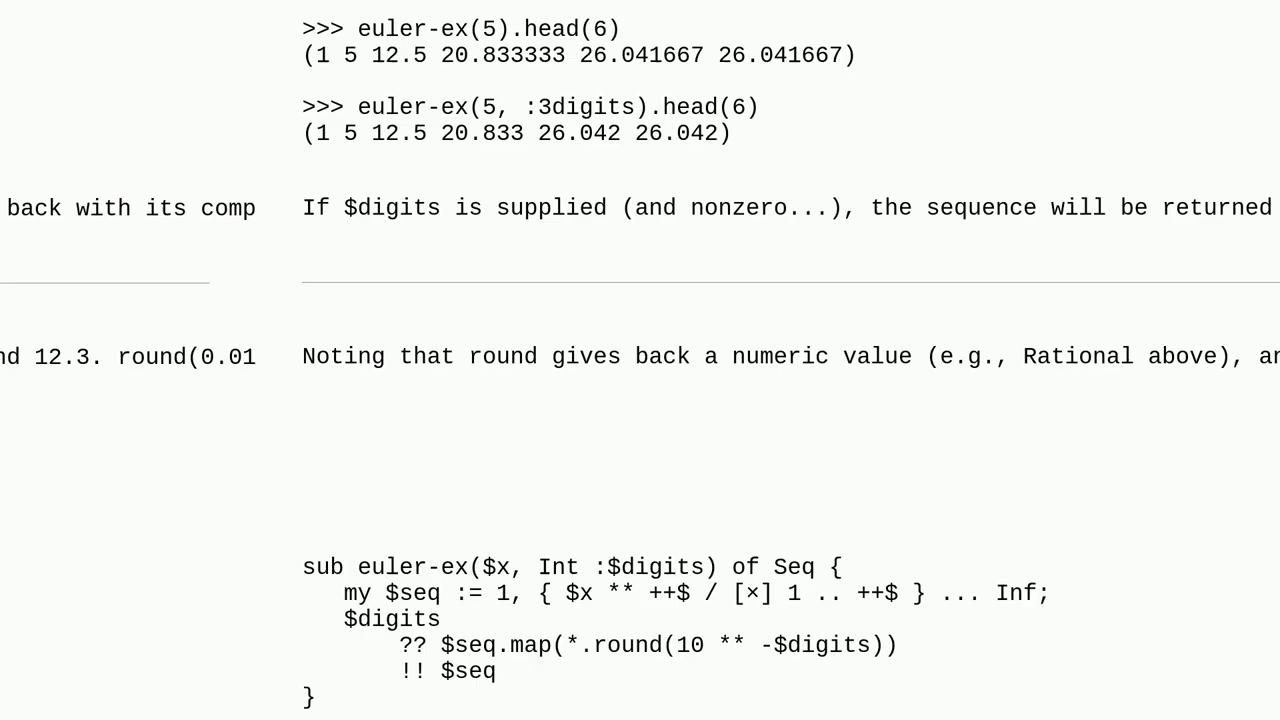 >>> euler-ex(5).head(6)
(1 5 12.5 20.833333 26.041667 26.041667)
>>> euler-ex(5, :3digits).head(6)
(1 5 12.5 20.833 26.042 26.042)
back with its comp
If $digits is supplied (and nonzero...), the sequence will be returned
nd 12.3. round(0.01
Noting that round gives back a numeric value (e.g., Rational above), an
sub euler-ex($x, Int :$digits) of Seq {
   my $seq := 1, { $x ** ++$ / [×] 1 .. ++$ } ... Inf;
   $digits
       ?? $seq.map(*.round(10 ** -$digits))
       !! $seq
}